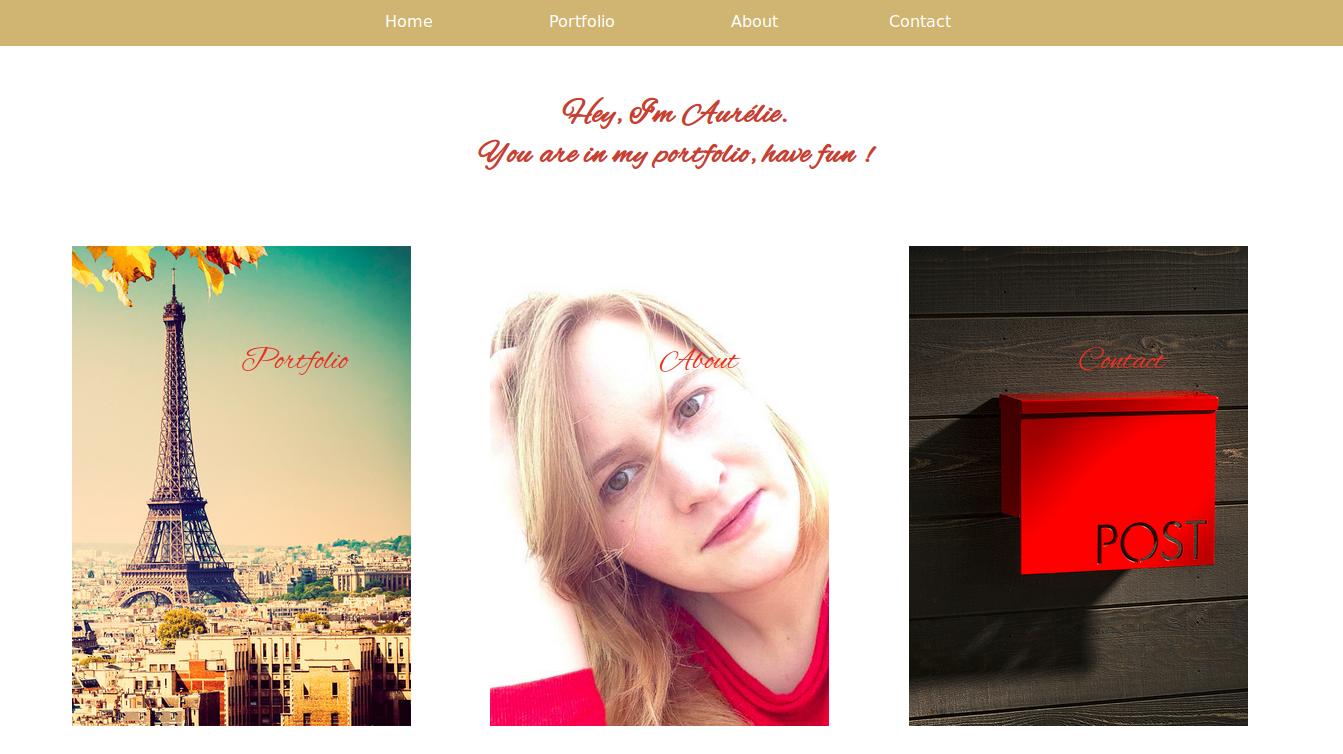 Home Portfolio About Contact
Hey, I'm Aurélie.
You are in my portfolio, have fun !
Portfolio About Contact
POST